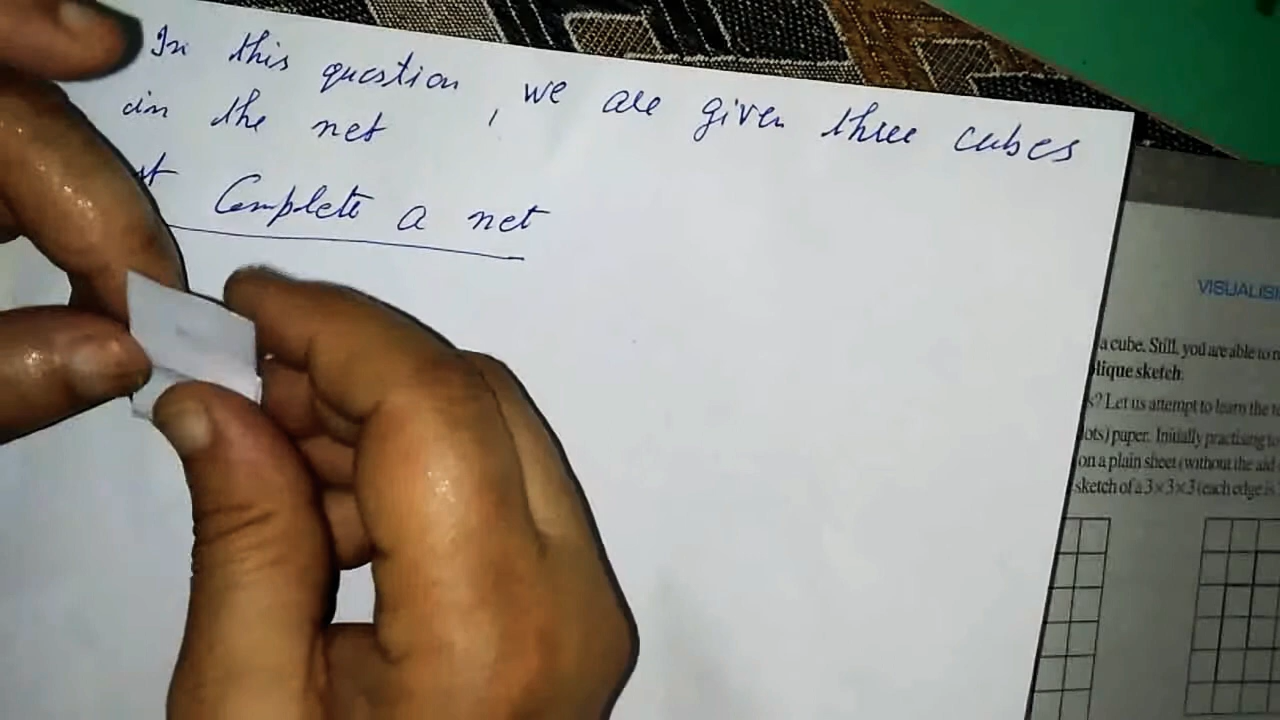 In this question, we are given three cubes
in the net
Complete a net
VISUALISI
a cube. Still, you are able to
lique sketch.
? Let us attempt to learn the
ots) paper. Initially practising
on a plain sheet (without the aid
sketch of a 3×3×3 (each edge is